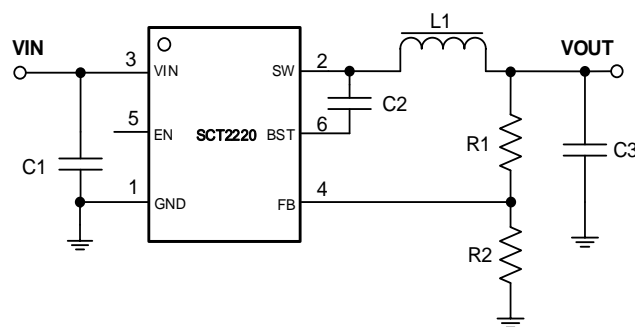 L1
VIN
VOUT
3
VIN
SW
2
C2
5
EN
SCT2220
BST
6
R1
C1
C3
1
GND
FB
4
R2